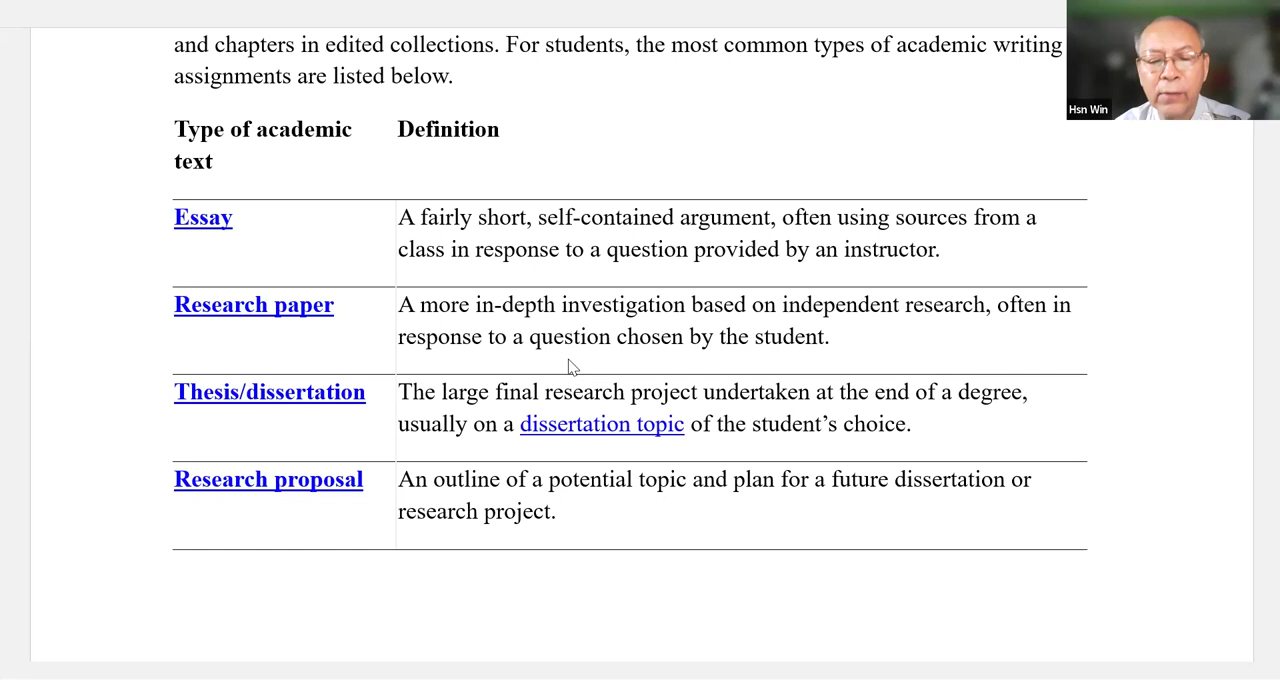 and chapters in edited collections. For students, the most common types of academic writing
assignments are listed below.
Hsn Win
Type of academic
text
Definition
Essay
A fairly short, self-contained argument, often using sources from a
class in response to a question provided by an instructor.
Research paper
A more in-depth investigation based on independent research, often in
response to a question chosen by the student.
Thesis/dissertation
The large final research project undertaken at the end of a degree,
usually on a dissertation topic of the student’s choice.
Research proposal
An outline of a potential topic and plan for a future dissertation or
research project.